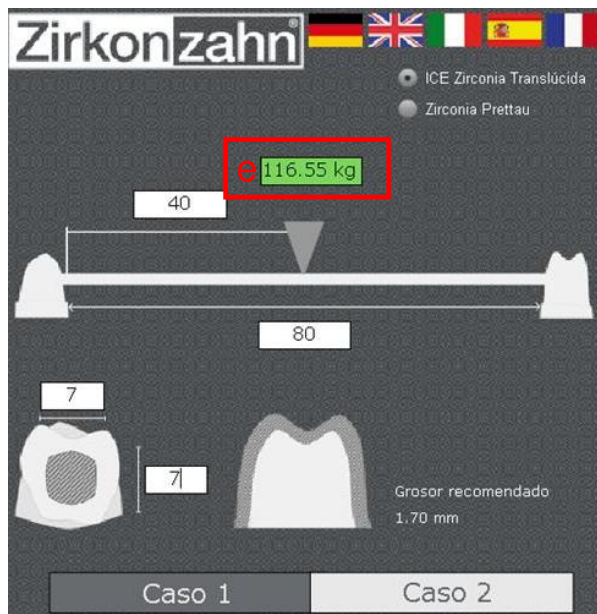 Zirkonzahn®
ICE Zirconia Translúcida
Zirconia Prettau
e 116.55 kg
40
80
7
7
Grosor recomendado
1.70 mm
Caso 1
Caso 2